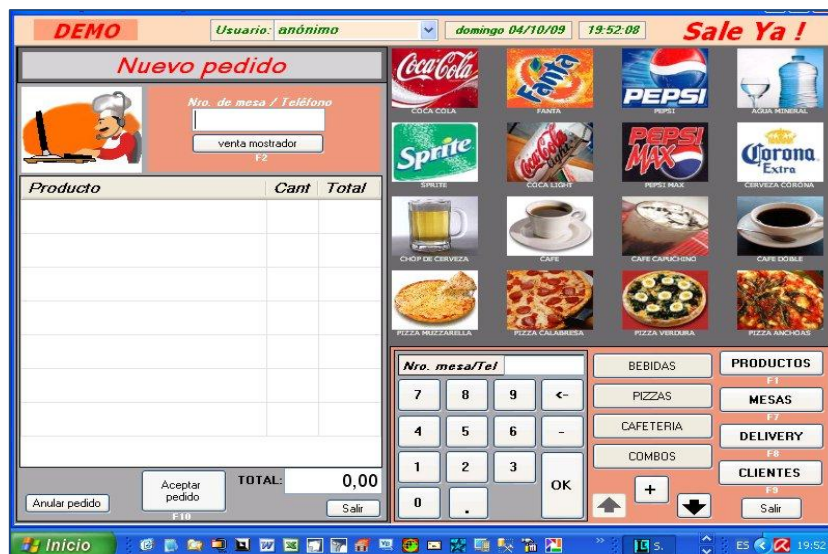 DEMO
Usuario: anónimo
domingo 04/10/09
19:52:08
Sale Ya !
Nuevo pedido
Nro. de mesa / Teléfono
venta mostrador
F2
Producto Cant Total
Coca-Cola
COCA COLA
Fanta
FANTA
PEPSI
PEPSI
AGUA MINERAL
Sprite
SPRITE
Coca-Cola light
COCA LIGHT
PEPSI MAX
PEPSI MAX
Corona
Extra
CERVEZA CORONA
CHOP DE CERVEZA
CAFE
CAFE CAPUCHINO
CAFE DOBLE
PIZZA MUZZARELLA
PIZZA CALABRESA
PIZZA VERDURA
PIZZA ANCHOAS
Nro. mesa/Tel
7 8 9 <-
4 5 6 -
1 2 3
OK
0 .
BEBIDAS
PIZZAS
CAFETERIA
COMBOS
+
PRODUCTOS
F1
MESAS
F7
DELIVERY
F8
CLIENTES
F9
Salir
TOTAL: 0,00
Anular pedido
Aceptar
pedido
F10
Salir
Inicio
S.
ES
19:52